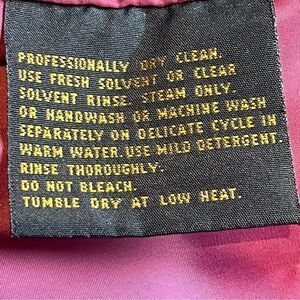 PROFESSIONALLY DRY CLEAN.
USE FRESH SOLVENT OR CLEAR
SOLVENT RINSE. STEAM ONLY.
OR HANDWASH OR MACHINE WASH
SEPARATELY ON DELICATE CYCLE IN
WARM WATER. USE MILD DETERGENT.
RINSE THOROUGHLY.
DO NOT BLEACH.
TUMBLE DRY AT LOW HEAT.